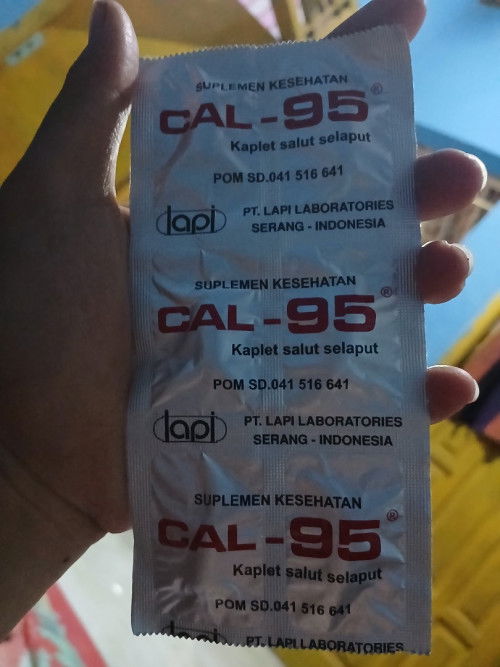 SUPLEMEN KESEHATAN
CAL-95®
Kaplet salut selaput
POM SD.041 516 641
lapi PT. LAPI LABORATORIES
SERANG - INDONESIA
SUPLEMEN KESEHATAN
CAL-95®
Kaplet salut selaput
POM SD.041 516 641
lapi PT. LAPI LABORATORIES
SERANG - INDONESIA
SUPLEMEN KESEHATAN
CAL-95®
Kaplet salut selaput
POM SD.041 516 641
lapi PT. LAPI LABORATORIES